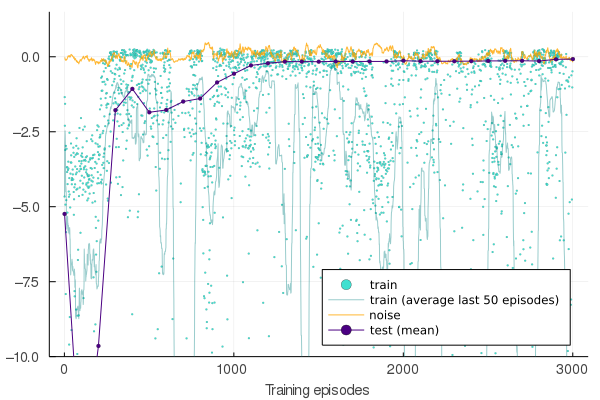 0.0
−2.5
−5.0
−7.5
−10.0
train
train (average last 50 episodes)
noise
test (mean)
0 1000 2000 3000
Training episodes